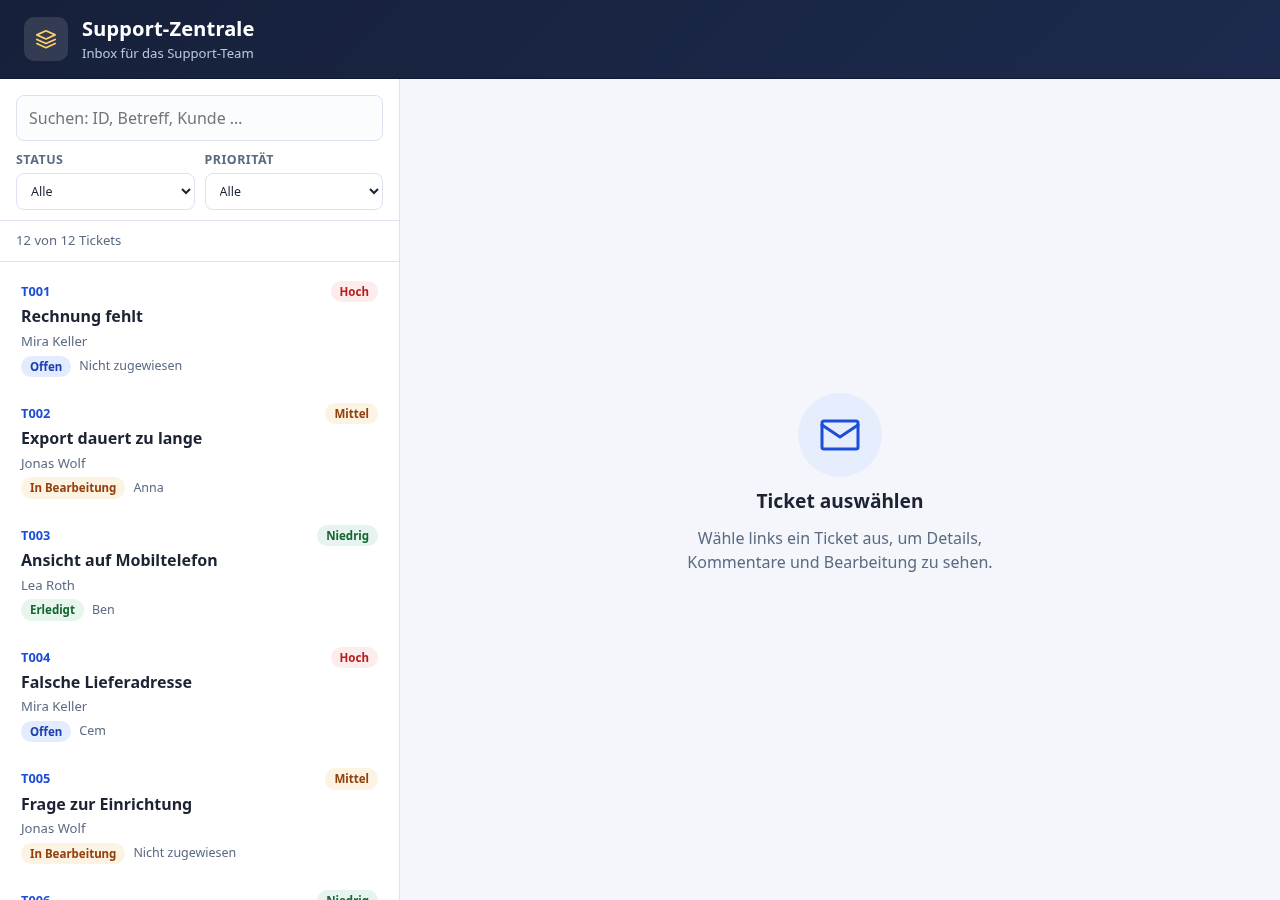 Support-Zentrale
Inbox für das Support-Team
Suchen: ID, Betreff, Kunde ...
STATUS PRIORITÄT
Alle Alle
12 von 12 Tickets
T001 Hoch
Rechnung fehlt
Mira Keller
Offen Nicht zugewiesen
T002 Mittel
Export dauert zu lange
Jonas Wolf
In Bearbeitung Anna
T003 Niedrig
Ansicht auf Mobiltelefon
Lea Roth
Erledigt Ben
T004 Hoch
Falsche Lieferadresse
Mira Keller
Offen Cem
T005 Mittel
Frage zur Einrichtung
Jonas Wolf
In Bearbeitung Nicht zugewiesen
T006 Niedrig
Ticket auswählen
Wähle links ein Ticket aus, um Details,
Kommentare und Bearbeitung zu sehen.